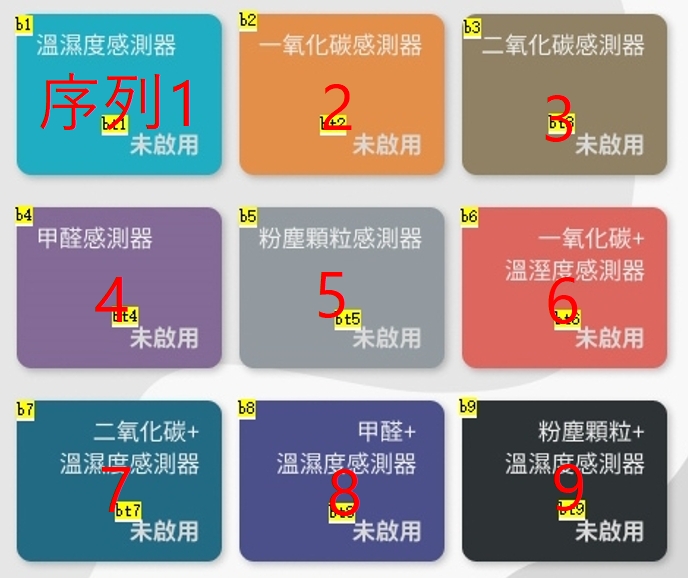 b1
溫濕度感測器
序列1
bt1
未啟用
b2
一氧化碳感測器
2
bt2
未啟用
b3
二氧化碳感測器
3
bt3
未啟用
b4
甲醛感測器
4
bt4
未啟用
b5
粉塵顆粒感測器
5
bt5
未啟用
b6
一氧化碳+
溫溼度感測器
6
bt6
未啟用
b7
二氧化碳+
溫濕度感測器
7
bt7
未啟用
b8
甲醛+
溫濕度感測器
8
bt8
未啟用
b9
粉塵顆粒+
溫濕度感測器
9
bt9
未啟用